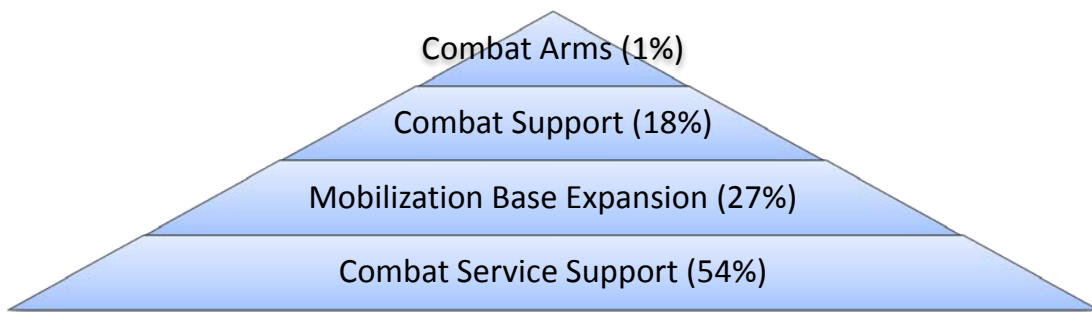 Combat Arms (1%)
Combat Support (18%)
Mobilization Base Expansion (27%)
Combat Service Support (54%)